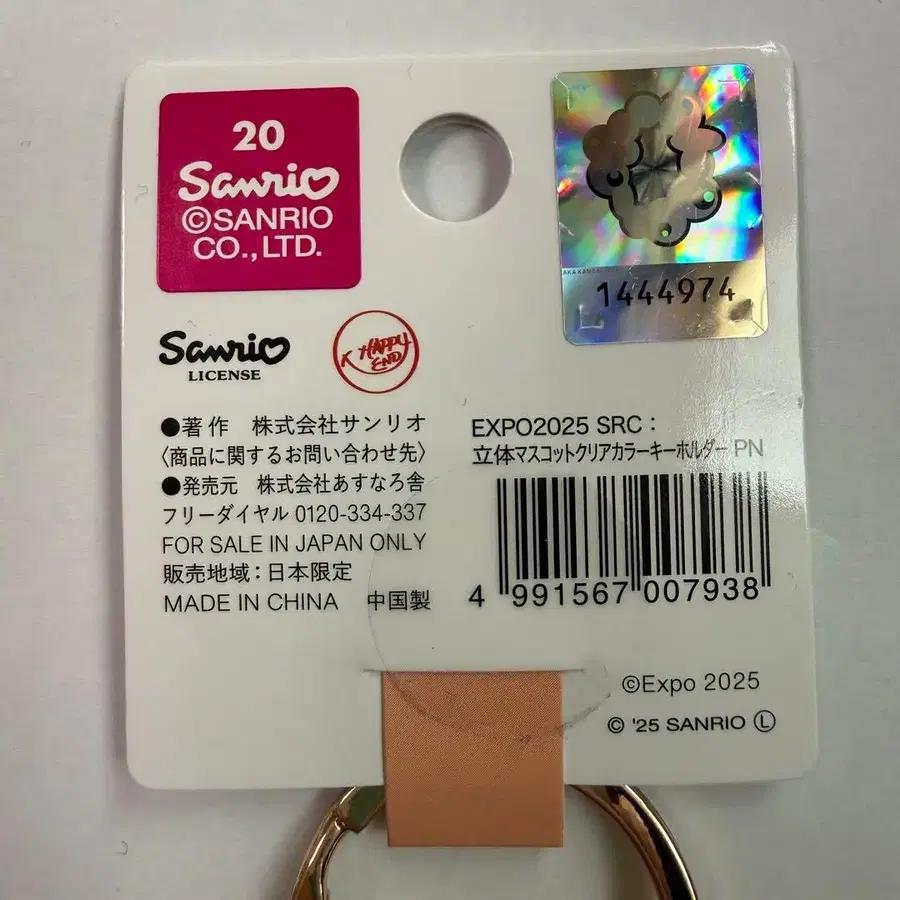 20
Sanrio
©SANRIO
CO.,LTD.
1444974
Sanrio
LICENSE
K HAPPY
END
●著作 株式会社サンリオ
〈商品に関するお問い合わせ先〉
●発売元 株式会社あすなろ舎
フリーダイヤル 0120-334-337
FOR SALE IN JAPAN ONLY
販売地域：日本限定
MADE IN CHINA 中国製
EXPO2025 SRC：
立体マスコットクリアカラーキーホルダー PN
4 991567 007938
©Expo 2025
© '25 SANRIO Ⓛ